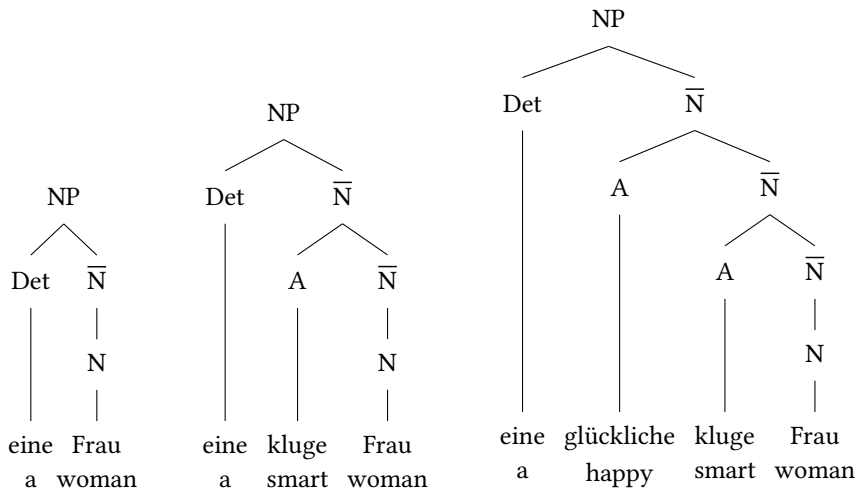 NP
Det N̅
N
eine Frau
a woman
NP
Det N̅
A N̅
N
eine kluge Frau
a smart woman
NP
Det N̅
A N̅
A N̅
N
eine glückliche kluge Frau
a happy smart woman